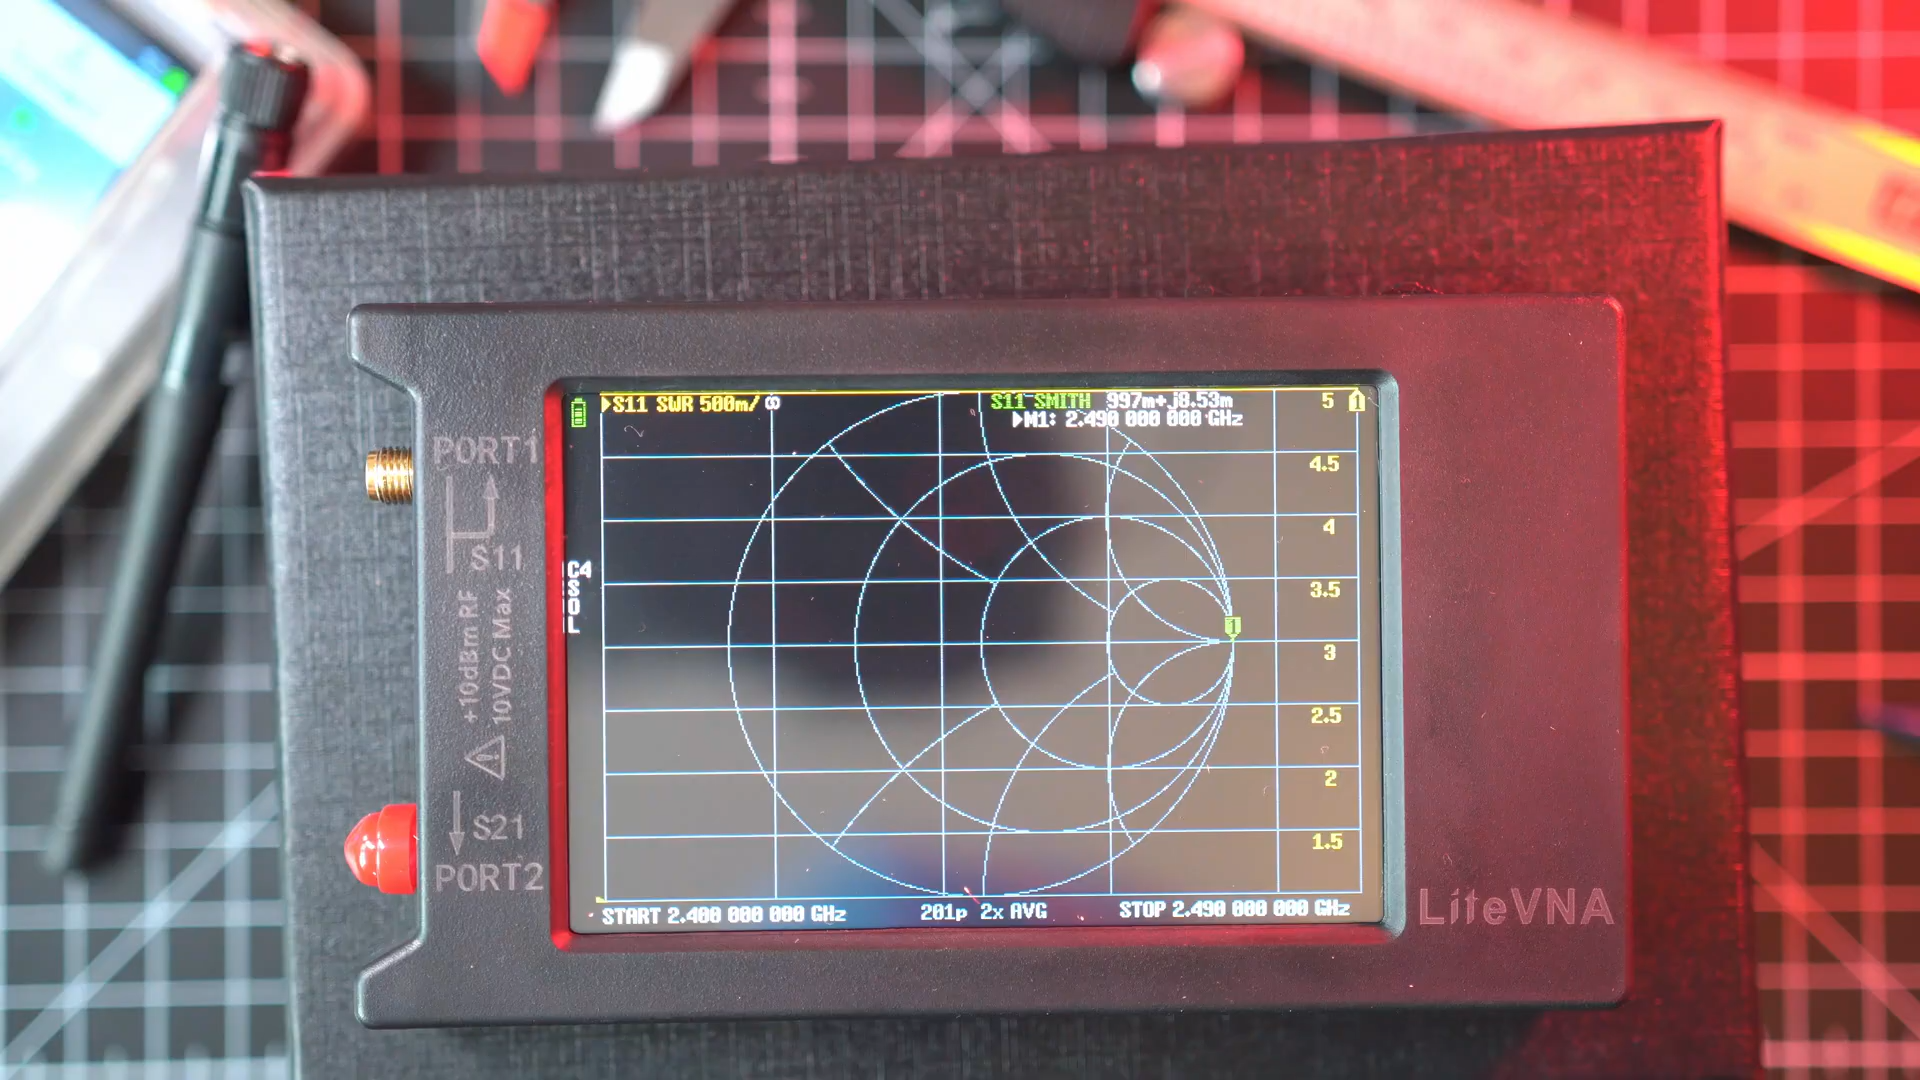 S11 SWR 500m/ ∞
S11 SMITH 997m+j8.53m
M1: 2.490 000 000 GHz
5
1
4.5
4
3.5
3
2.5
2
1.5
1
C4
S
O
L
START 2.400 000 000 GHz
201p 2x AVG
STOP 2.490 000 000 GHz
PORT1
S11
+10dBm RF
10VDC Max
S21
PORT2
LiteVNA